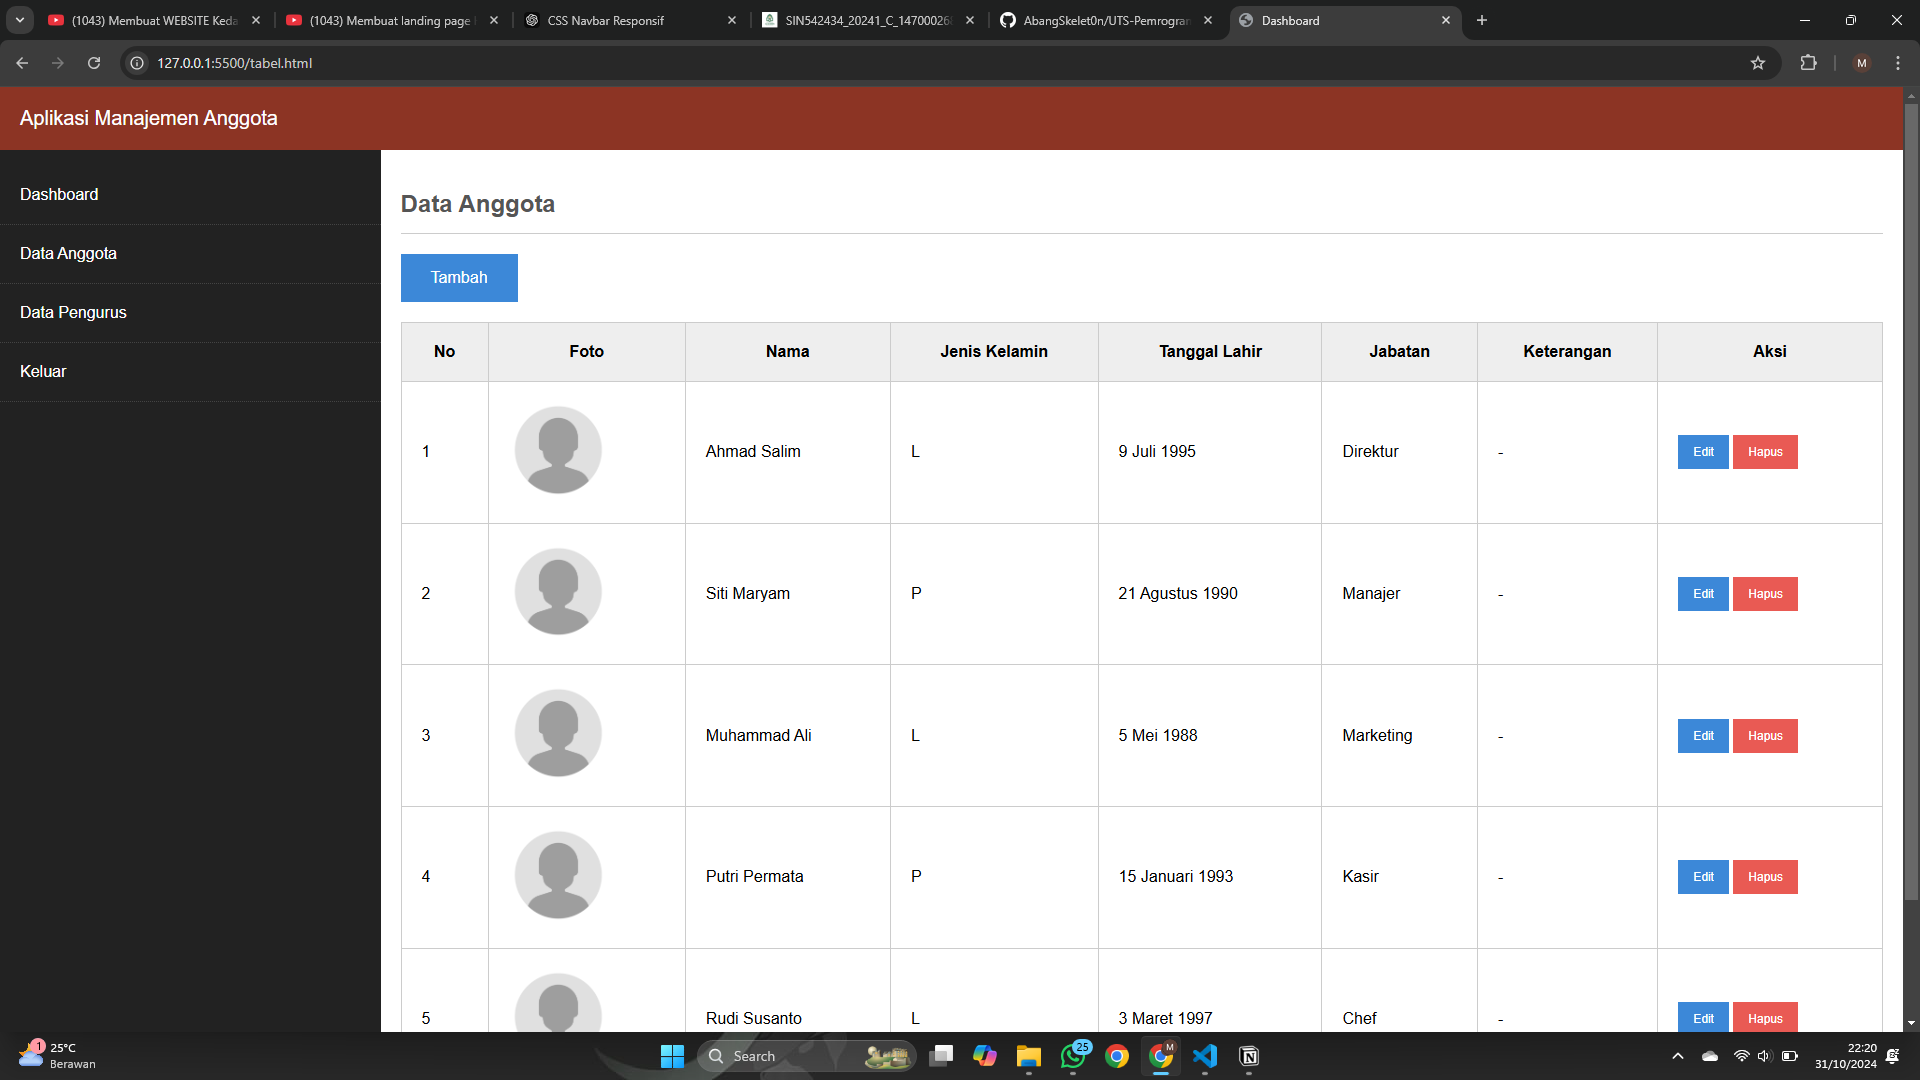 (1043) Membuat WEBSITE Keda
(1043) Membuat landing page
CSS Navbar Responsif
SIN542434_20241_C_14700026
AbangSkelet0n/UTS-Pemrogra
Dashboard
127.0.0.1:5500/tabel.html
M
Aplikasi Manajemen Anggota
Dashboard
Data Anggota
Data Pengurus
Keluar
Data Anggota
Tambah
No Foto Nama Jenis Kelamin Tanggal Lahir Jabatan Keterangan Aksi
1 Ahmad Salim L 9 Juli 1995 Direktur - Edit Hapus
2 Siti Maryam P 21 Agustus 1990 Manajer - Edit Hapus
3 Muhammad Ali L 5 Mei 1988 Marketing - Edit Hapus
4 Putri Permata P 15 Januari 1993 Kasir - Edit Hapus
5 Rudi Susanto L 3 Maret 1997 Chef - Edit Hapus
1
25°C
Berawan
Search
25
M
22:20
31/10/2024